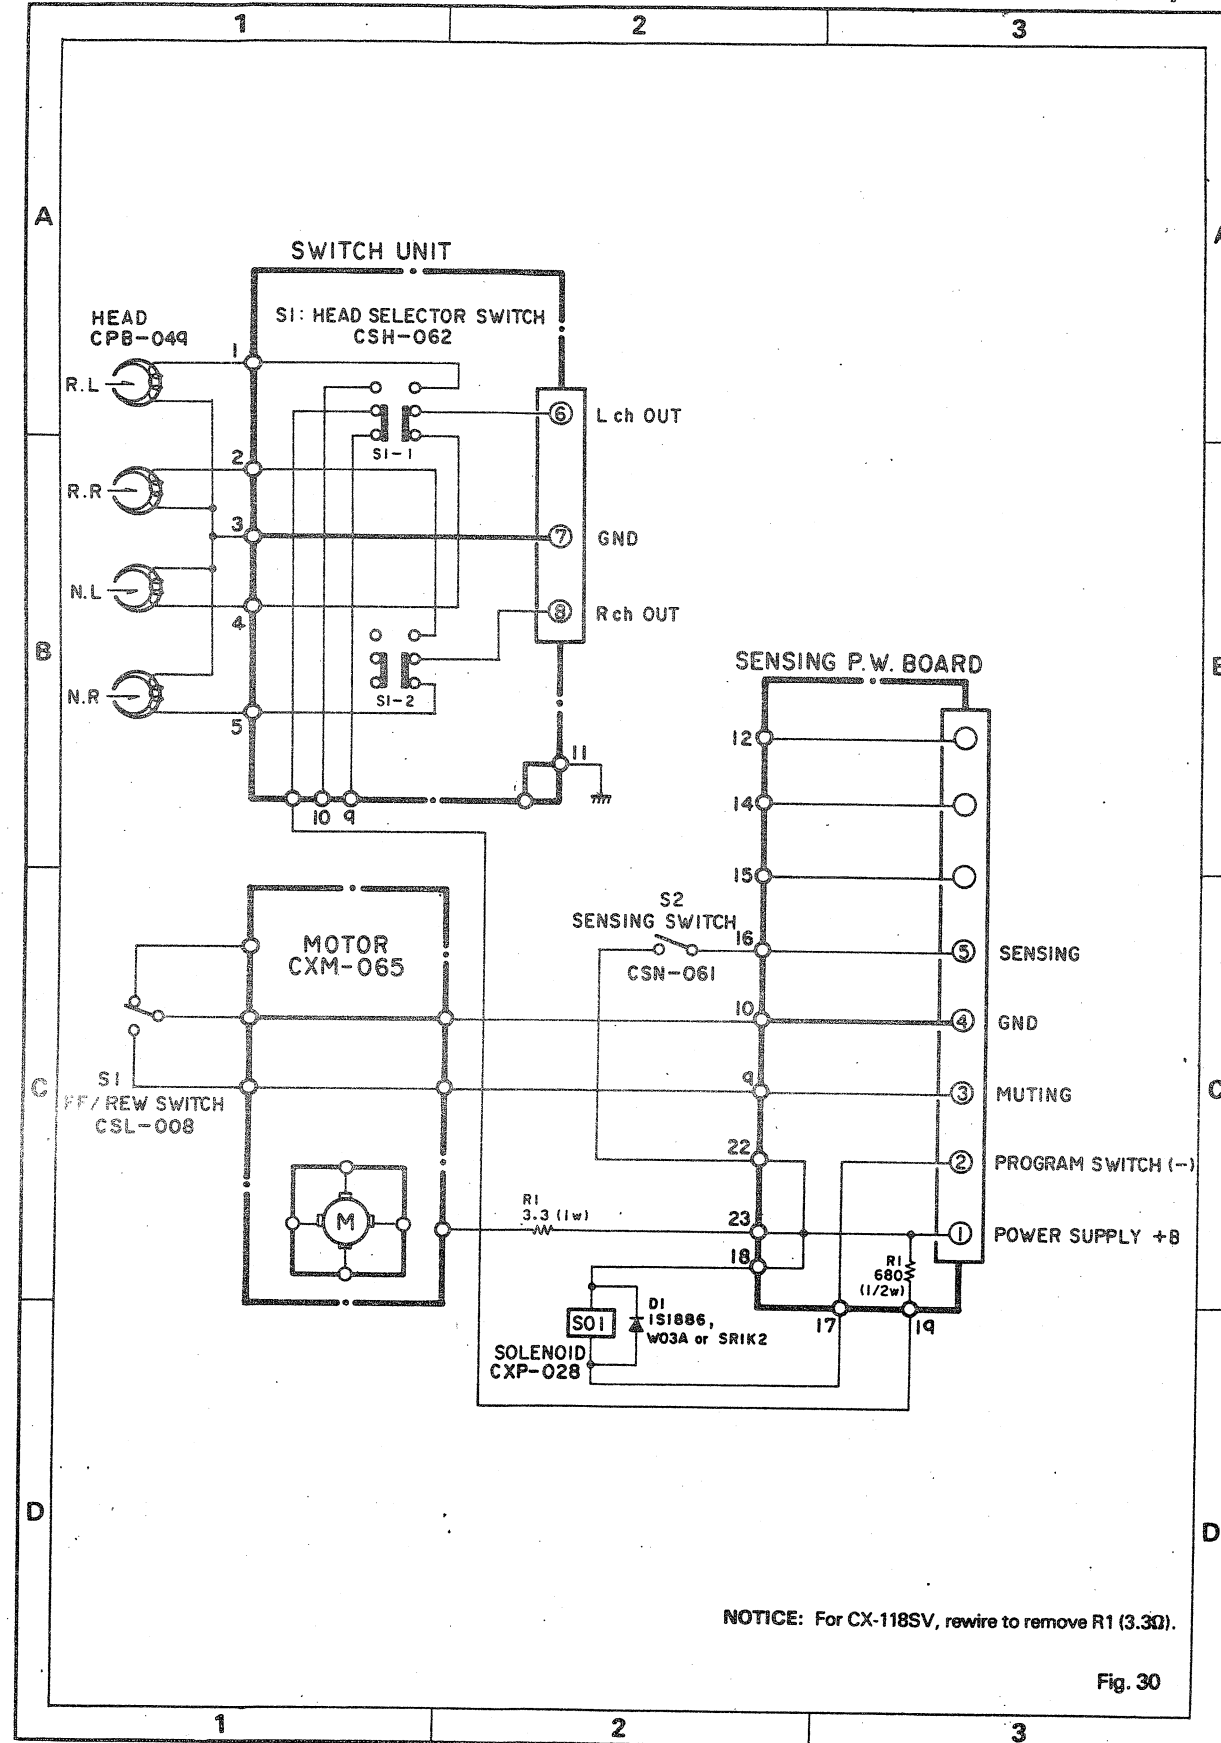 1 2 3
A
A
SWITCH UNIT
HEAD
CPB-049
S1: HEAD SELECTOR SWITCH
CSH-062
1
R.L
6 L ch OUT
S1-1
2
R.R
3
7 GND
N.L
4
8 R ch OUT
B
SENSING P.W. BOARD
N.R
S1-2
5
12
11
10 9
14
15
S2
SENSING SWITCH
16
CSN-061
5 SENSING
MOTOR
CXM-065
10
4 GND
C
C
S1
FF/REW SWITCH
CSL-008
9
3 MUTING
22
2 PROGRAM SWITCH (-)
M
R1
3.3 (1w)
23
1 POWER SUPPLY +B
18
R1
680
(1/2w)
S01
D1
1S1886,
W03A or SR1K2
17
19
SOLENOID
CXP-028
D
D
NOTICE: For CX-118SV, rewire to remove R1 (3.3Ω).
Fig. 30
1 2 3